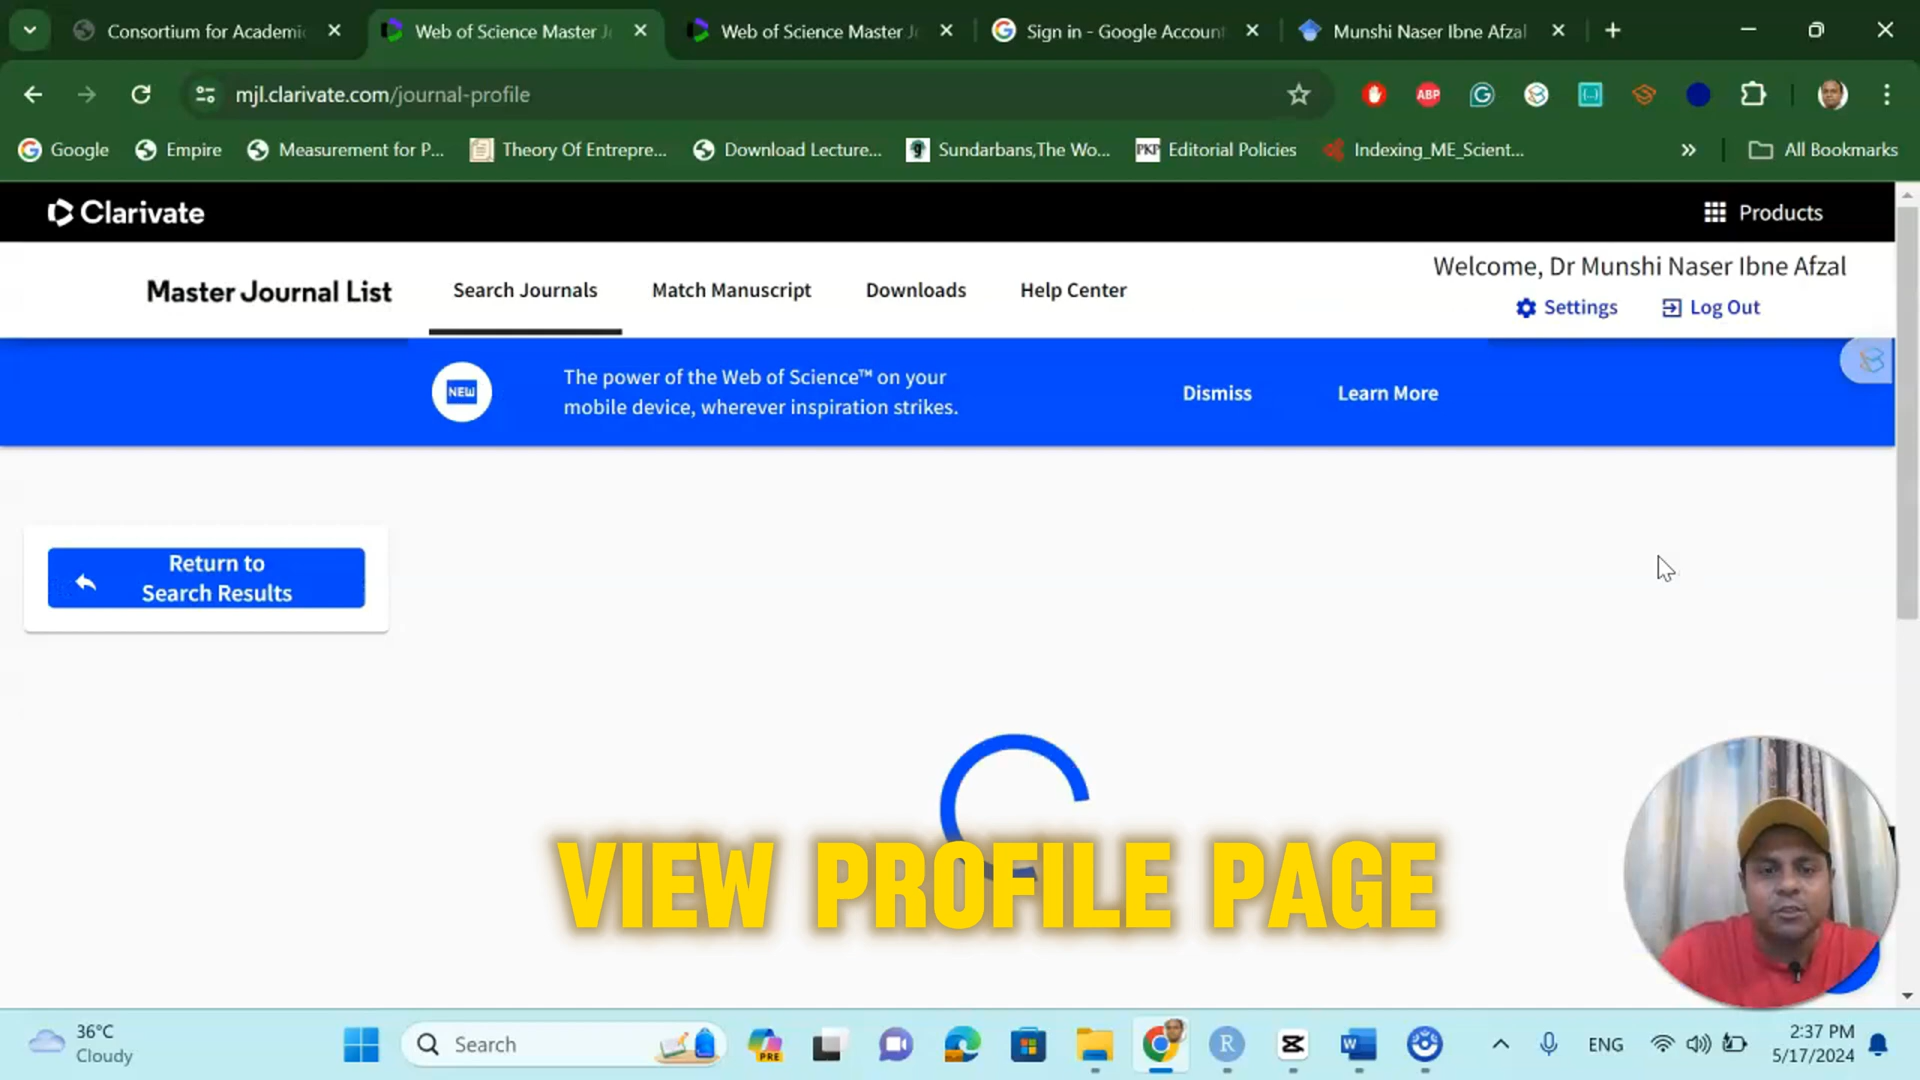 Consortium for Academi
Web of Science Master J
Web of Science Master Jo
Sign in - Google Account
Munshi Naser Ibne Afzal
mjl.clarivate.com/journal-profile
ABP
Google
Empire
Measurement for P...
Theory Of Entrepre...
Download Lecture...
Sundarbans,The Wo...
PKP
Editorial Policies
Indexing_ME_Scient...
All Bookmarks
Clarivate
Products
Master Journal List
Search Journals
Match Manuscript
Downloads
Help Center
Welcome, Dr Munshi Naser Ibne Afzal
Settings
Log Out
NEW
The power of the Web of Science™ on your
mobile device, wherever inspiration strikes.
Dismiss
Learn More
Return to
Search Results
VIEW PROFILE PAGE
36°C
Cloudy
Search
PRE
R
W
ENG
2:37 PM
5/17/2024